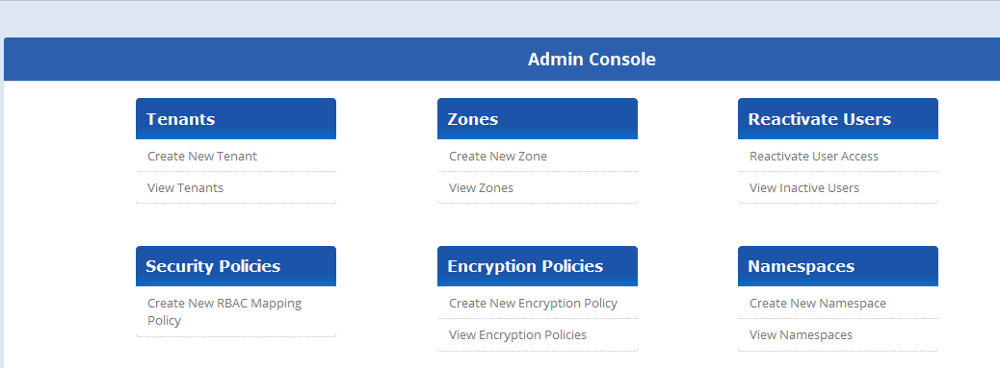 Admin Console
Tenants
Create New Tenant
View Tenants
Zones
Create New Zone
View Zones
Reactivate Users
Reactivate User Access
View Inactive Users
Security Policies
Create New RBAC Mapping
Policy
Encryption Policies
Create New Encryption Policy
View Encryption Policies
Namespaces
Create New Namespace
View Namespaces